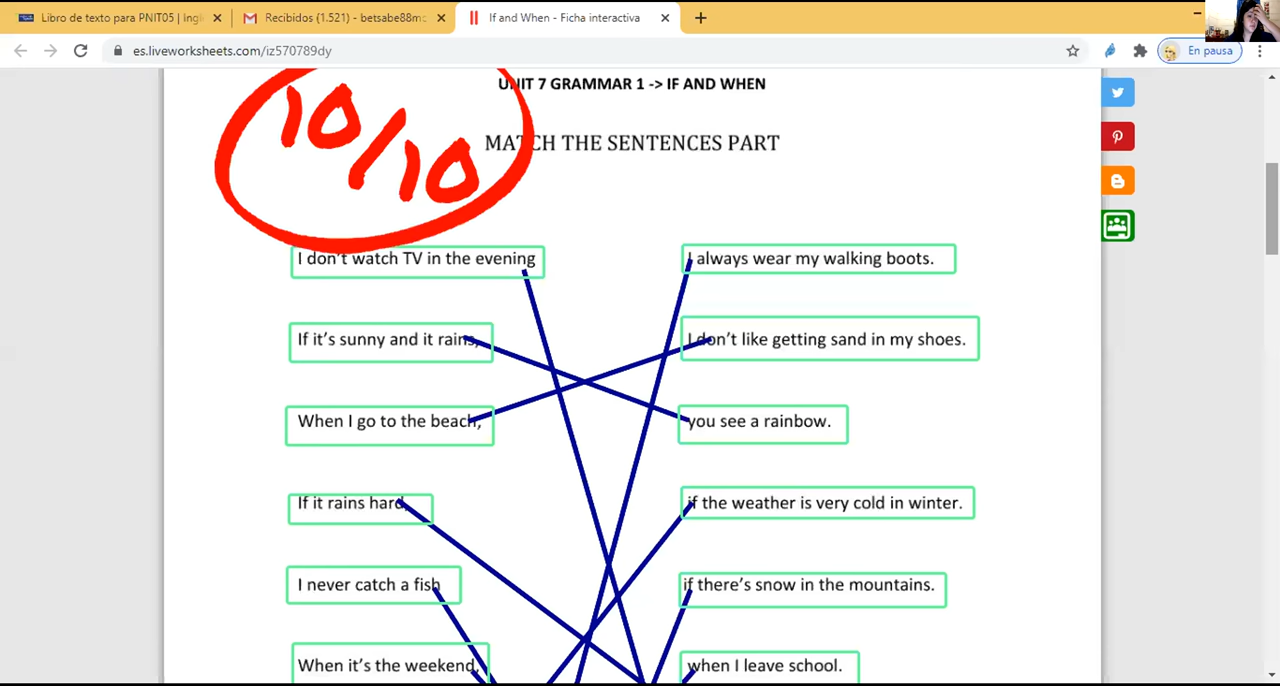 Libro de texto para PNIT05 | Ingl
Recibidos (1.521) - betsabe88mc
If and When - Ficha interactiva
es.liveworksheets.com/iz570789dy
En pausa
UNIT 7 GRAMMAR 1 -> IF AND WHEN
10/10
MATCH THE SENTENCES PART
I don't watch TV in the evening
I always wear my walking boots.
If it's sunny and it rains,
I don't like getting sand in my shoes.
When I go to the beach,
you see a rainbow.
If it rains hard,
if the weather is very cold in winter.
I never catch a fish
if there's snow in the mountains.
When it's the weekend,
when I leave school.